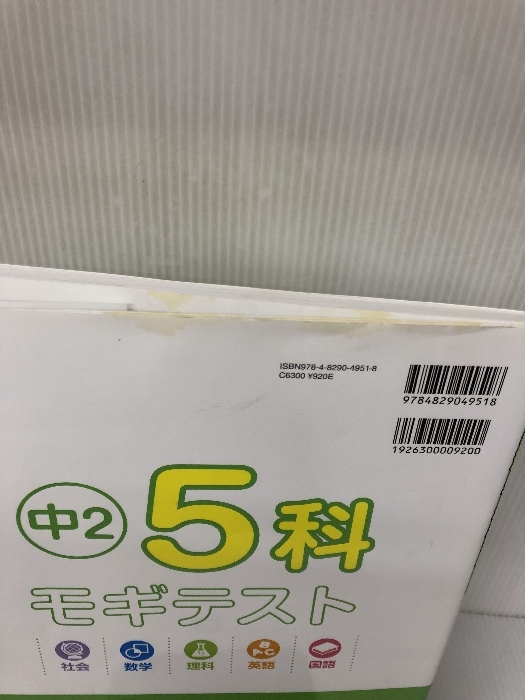 ISBN978-4-8290-4951-8
C6300 ¥920E
9784829049518
1926300009200
中2
5科
モギテスト
社会 数学 理科 英語 国語